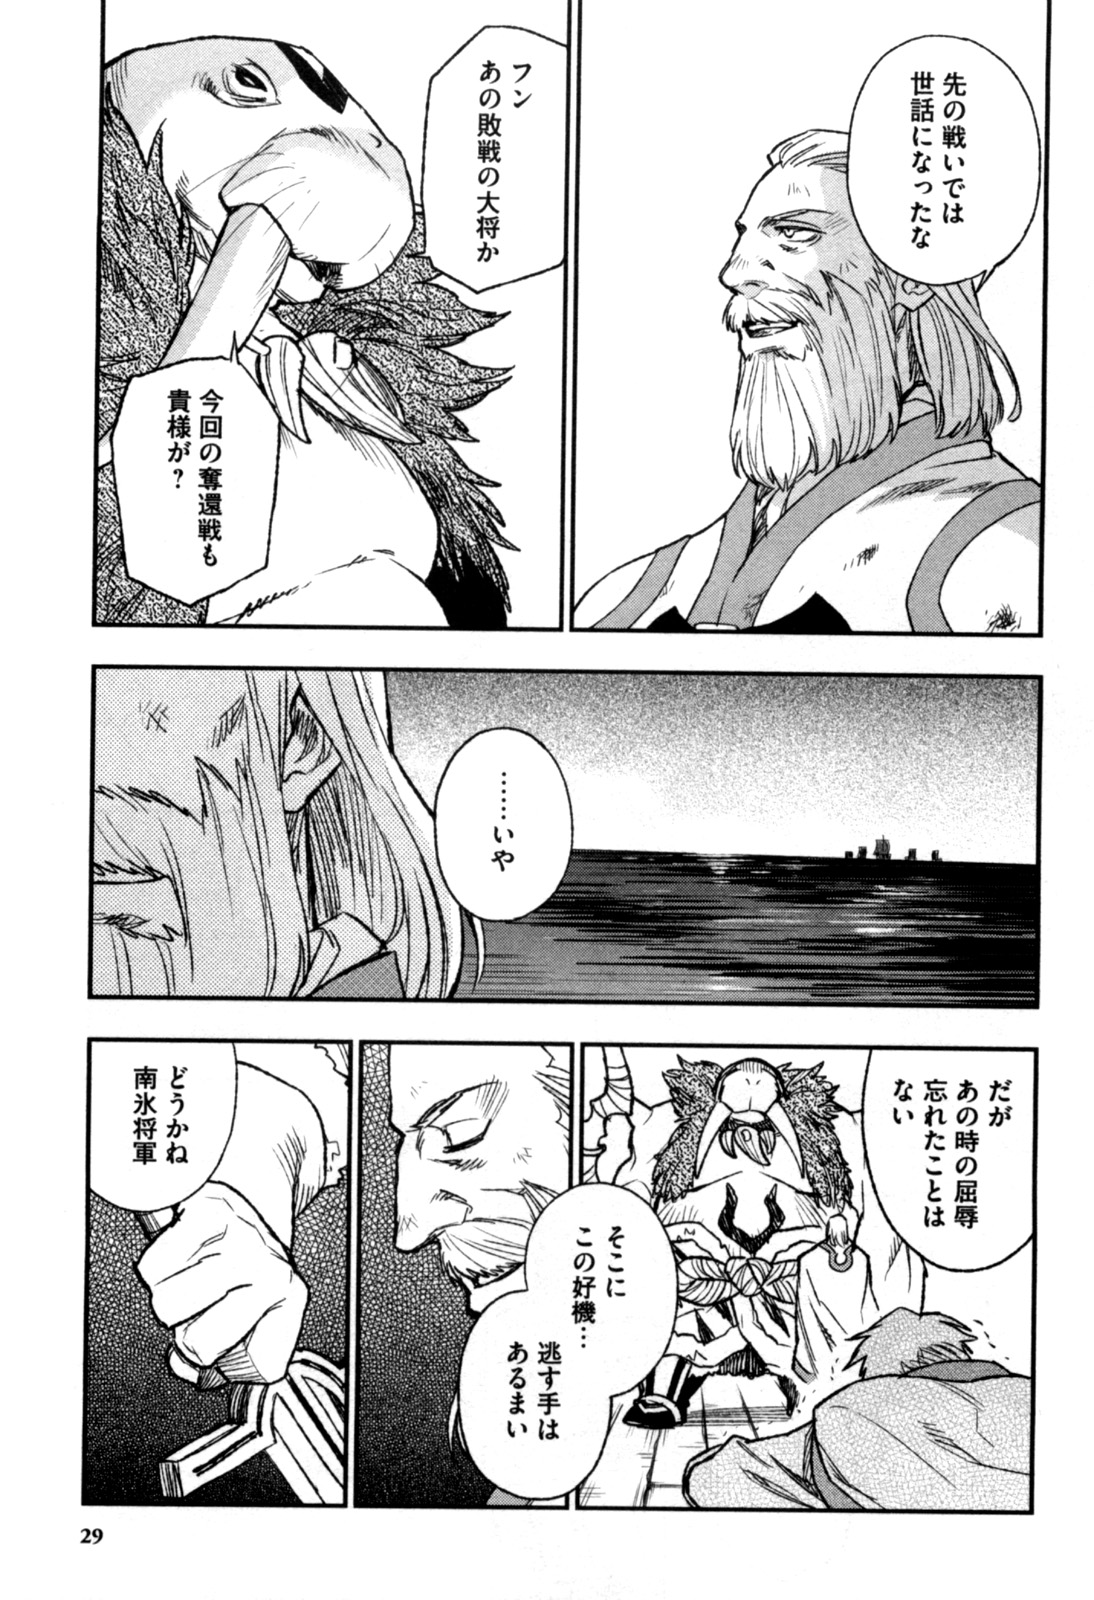 先の戦いでは
世話になったな
フン
あの敗戦の大将か
今回の奪還戦も
貴様が？
……いや
だが
あの時の屈辱
忘れたことは
ない
そこに
この好機…
逃す手は
あるまい
どうかね
南氷将軍
29